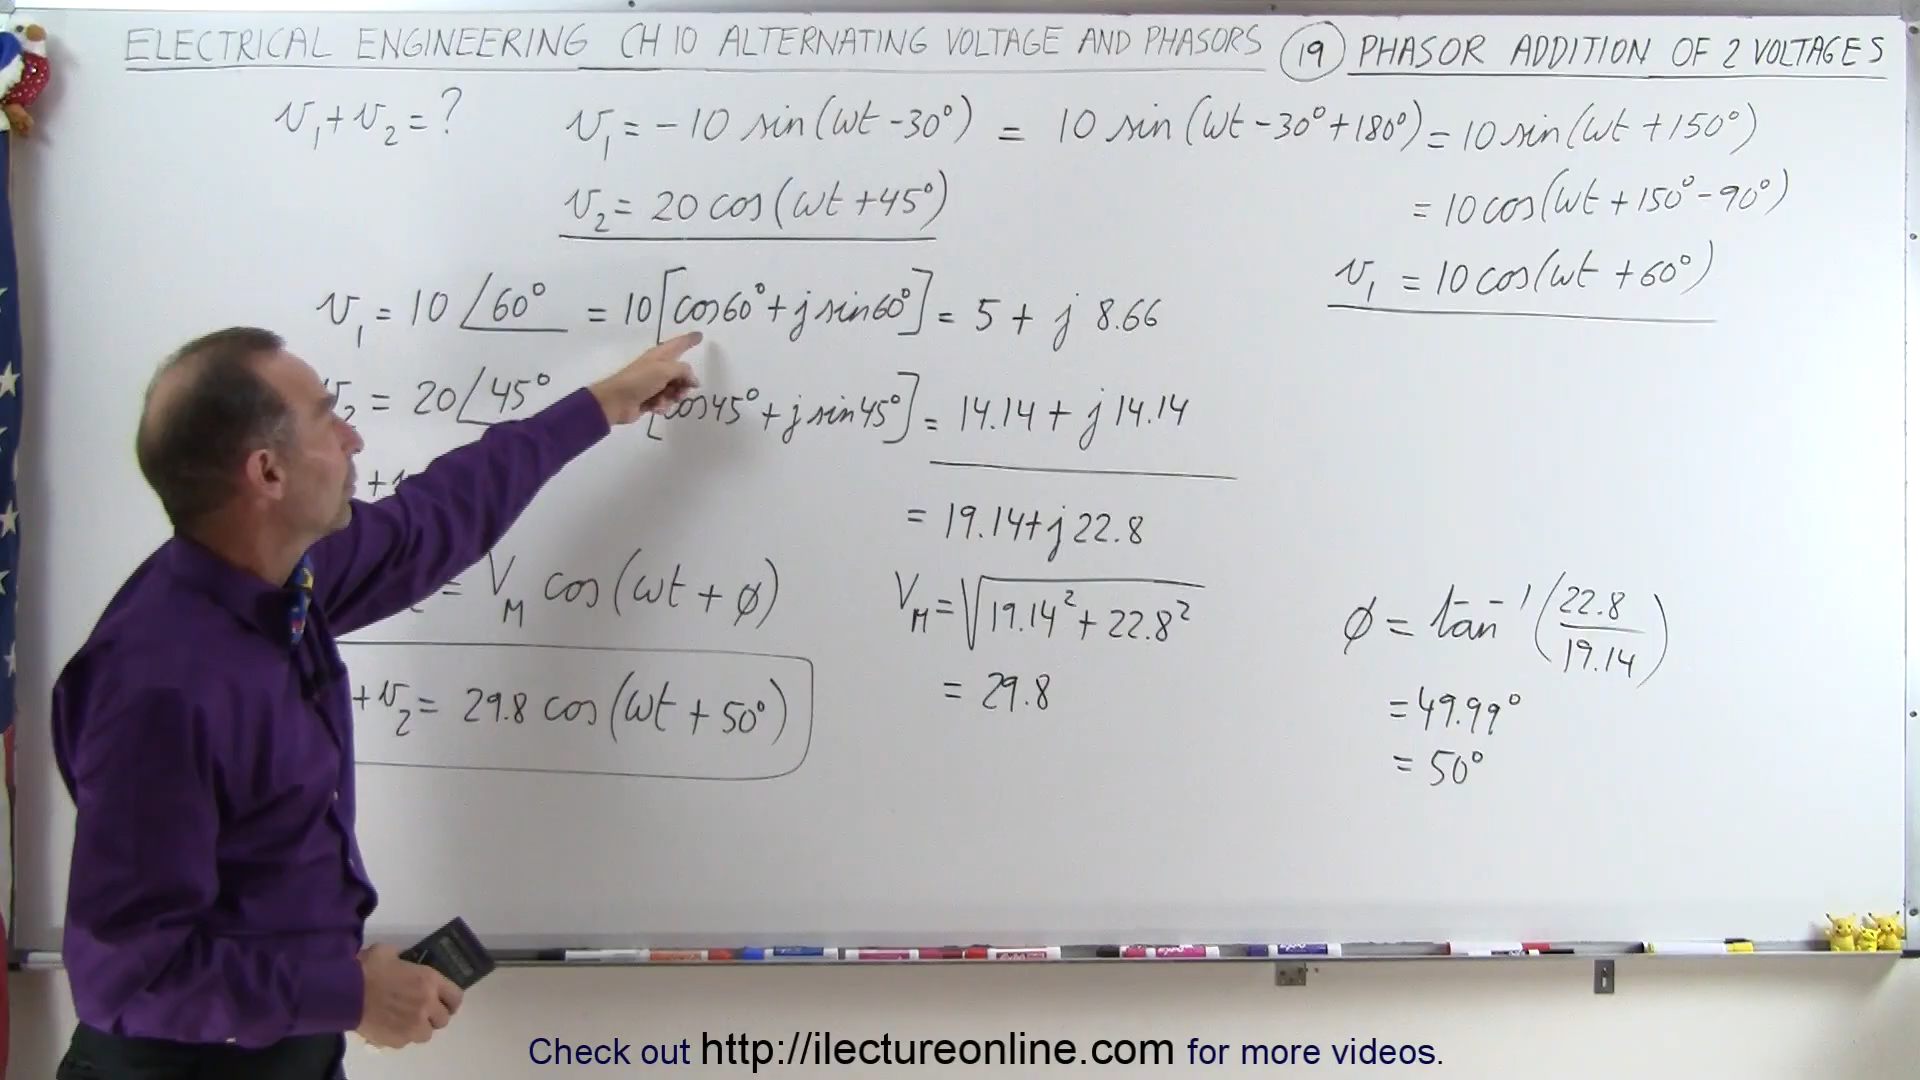 ELECTRICAL ENGINEERING CH 10 ALTERNATING VOLTAGE AND PHASORS (19) PHASOR ADDITION OF 2 VOLTAGES
v₁+v₂=? v₁ = -10 sin(ωt -30°) = 10 sin(ωt -30°+180°) = 10 sin(ωt +150°)
v₂ = 20 cos(ωt +45°) = 10 cos(ωt +150° -90°)
v₁ = 10 cos(ωt +60°)
v₁ = 10 ∠60° = 10[cos60° + j sin60°] = 5 + j 8.66
₂ = 20 ∠45° [cos45° + j sin45°] = 14.14 + j 14.14
+
= 19.14 + j 22.8
= V_M cos(ωt + φ) V_M = √(19.14² + 22.8²) φ = tan⁻¹(22.8/19.14)
+v₂ = 29.8 cos(ωt + 50°) = 29.8 = 49.99°
= 50°
Check out http://ilectureonline.com for more videos.